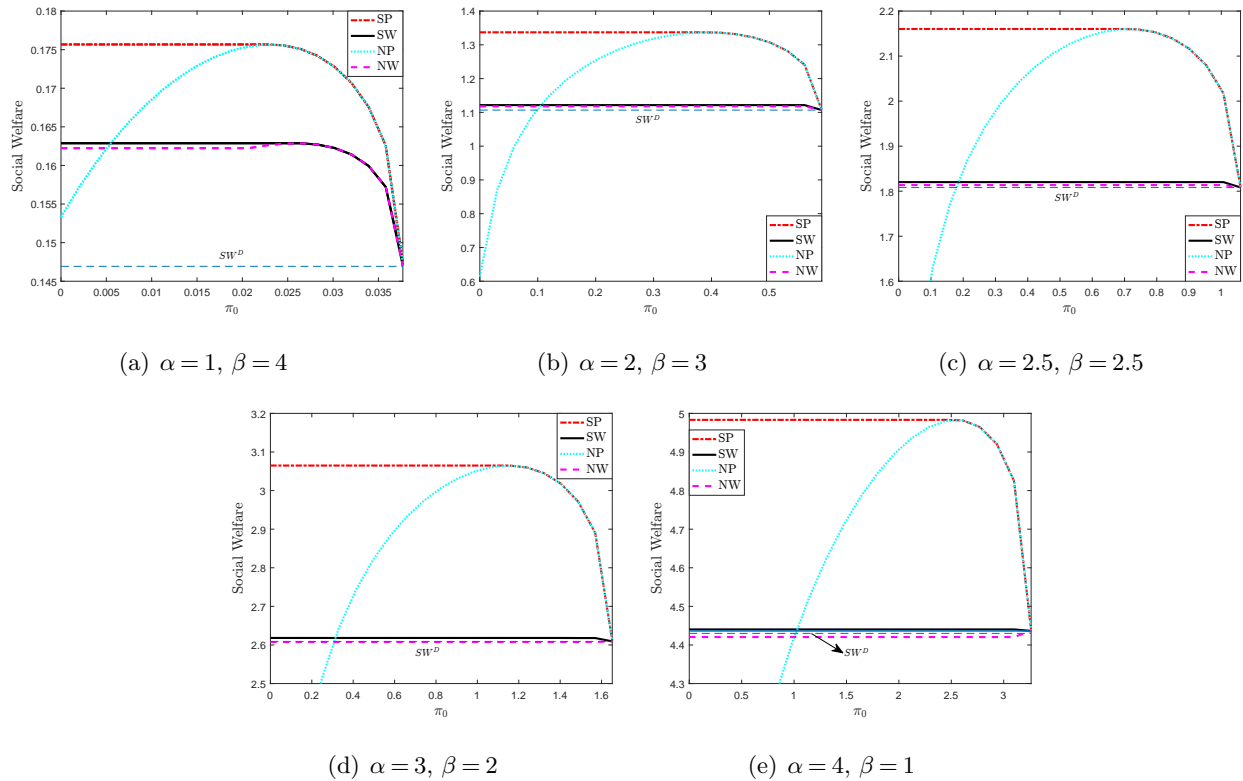 0.175
0.17
0.165
0.16
0.155
0.15
0.145
Social Welfare
SP
SW
NP
NW
SW^D
0 0.005 0.01 0.015 0.02 0.025 0.03 0.035
π₀
(a) α = 1, β = 4
1.4
1.3
1.2
1.1
1
0.9
0.8
0.7
0.6
Social Welfare
SW^D
SP
SW
NP
NW
0 0.1 0.2 0.3 0.4 0.5
π₀
(b) α = 2, β = 3
2.2
2.1
2
1.9
1.8
1.7
1.6
Social Welfare
SW^D
SP
SW
NP
NW
0 0.1 0.2 0.3 0.4 0.5 0.6 0.7 0.8 0.9 1
π₀
(c) α = 2.5, β = 2.5
3.2
3.1
3
2.9
2.8
2.7
2.6
2.5
Social Welfare
SP
SW
NP
NW
SW^D
0 0.2 0.4 0.6 0.8 1 1.2 1.4 1.6
π₀
(d) α = 3, β = 2
5
4.9
4.8
4.7
4.6
4.5
4.4
4.3
Social Welfare
SP
SW
NP
NW
SW^D
0 0.5 1 1.5 2 2.5 3
π₀
(e) α = 4, β = 1